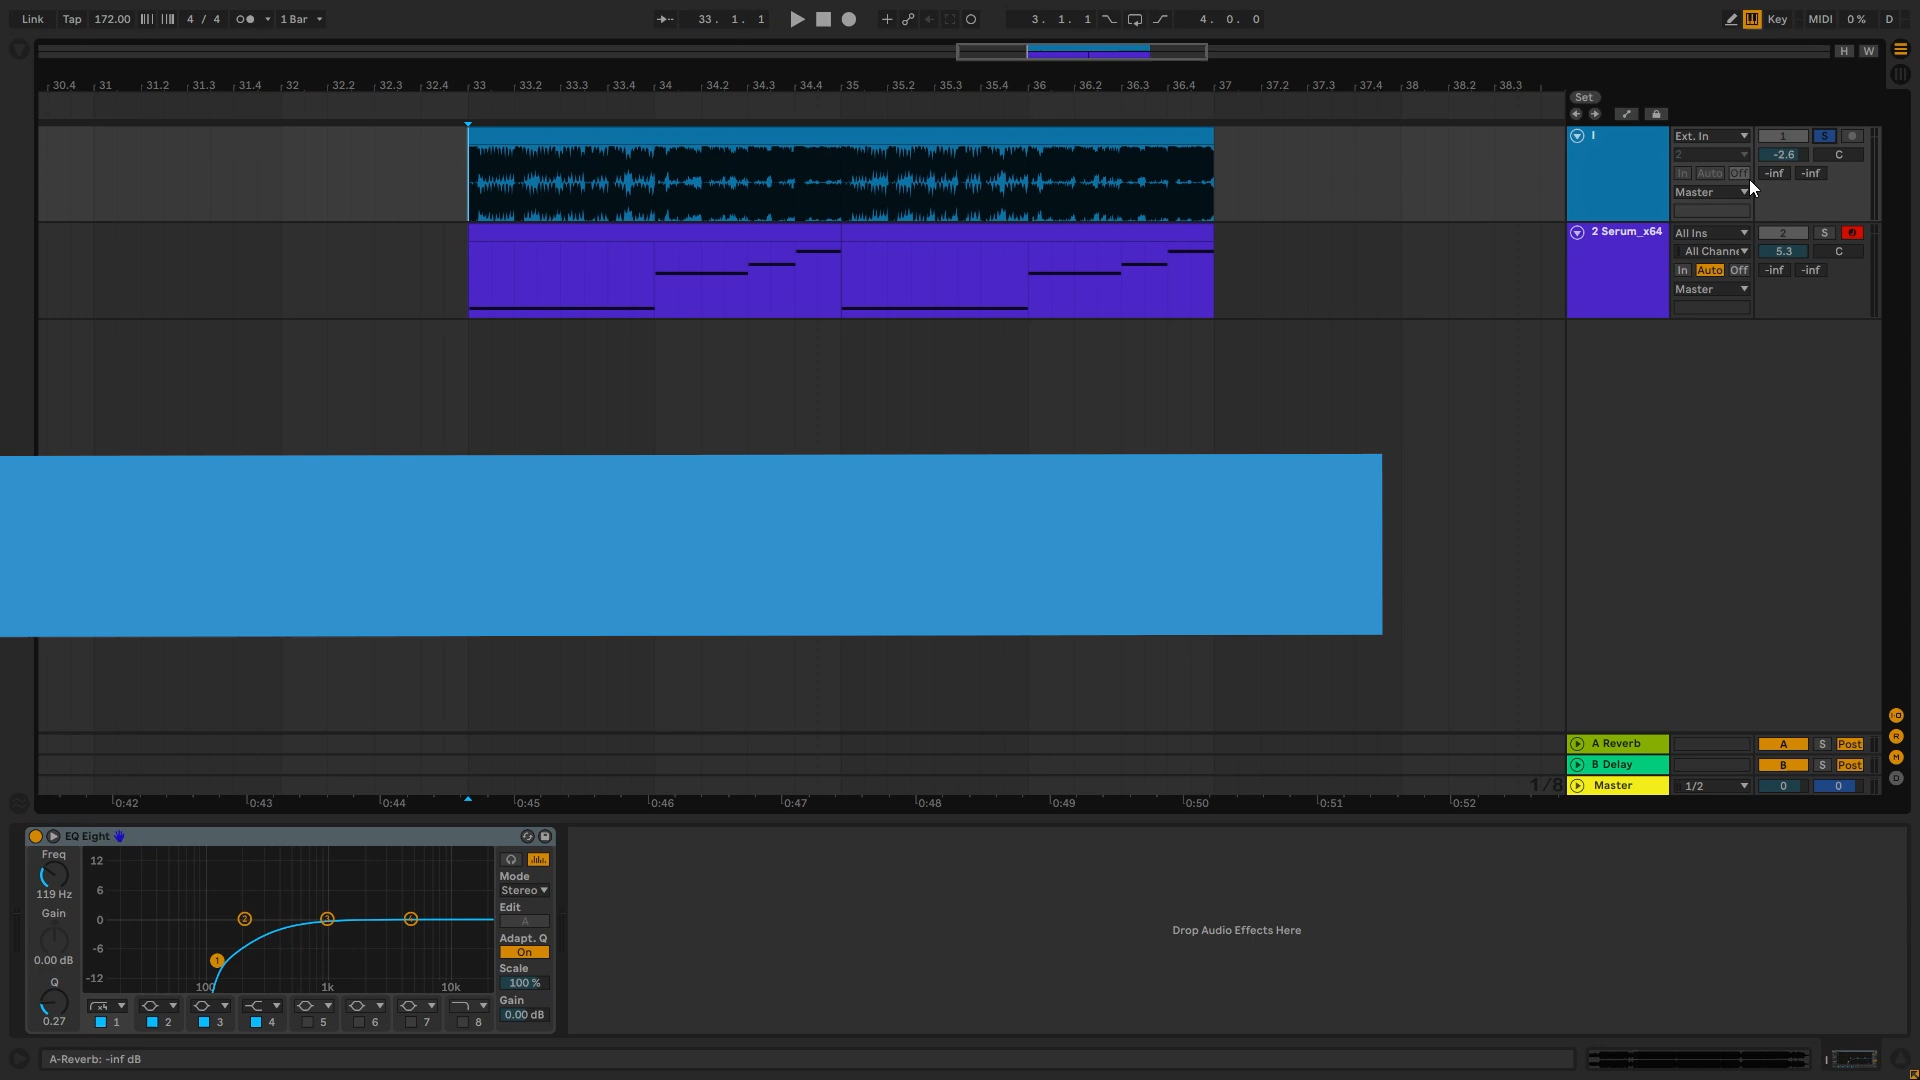 Link Tap 172.00 4 / 4 1 Bar 33. 1. 1 3. 1. 1 4. 0. 0 Key MIDI 0 % D
H W
30.4 31 31.2 31.3 31.4 32 32.2 32.3 32.4 33 33.2 33.3 33.4 34 34.2 34.3 34.4 35 35.2 35.3 35.4 36 36.2 36.3 36.4 37 37.2 37.3 37.4 38 38.2 38.3
Set
I Ext. In 1 S
2 -2.6 C
In Auto Off -inf -inf
Master
2 Serum_x64 All Ins 2 S
All Channe 5.3 C
In Auto Off -inf -inf
Master
A Reverb A S Post
B Delay B S Post
1/8 Master 1/2 0 0
0:42 0:43 0:44 0:45 0:46 0:47 0:48 0:49 0:50 0:51 0:52
EQ Eight
Freq
119 Hz
Gain
0.00 dB
Q
0.27
12
6
0
-6
-12
100 1k 10k
1 2 3 4
1 2 3 4 5 6 7 8
Mode
Stereo
Edit
A
Adapt. Q
On
Scale
100 %
Gain
0.00 dB
Drop Audio Effects Here
A-Reverb: -inf dB
I